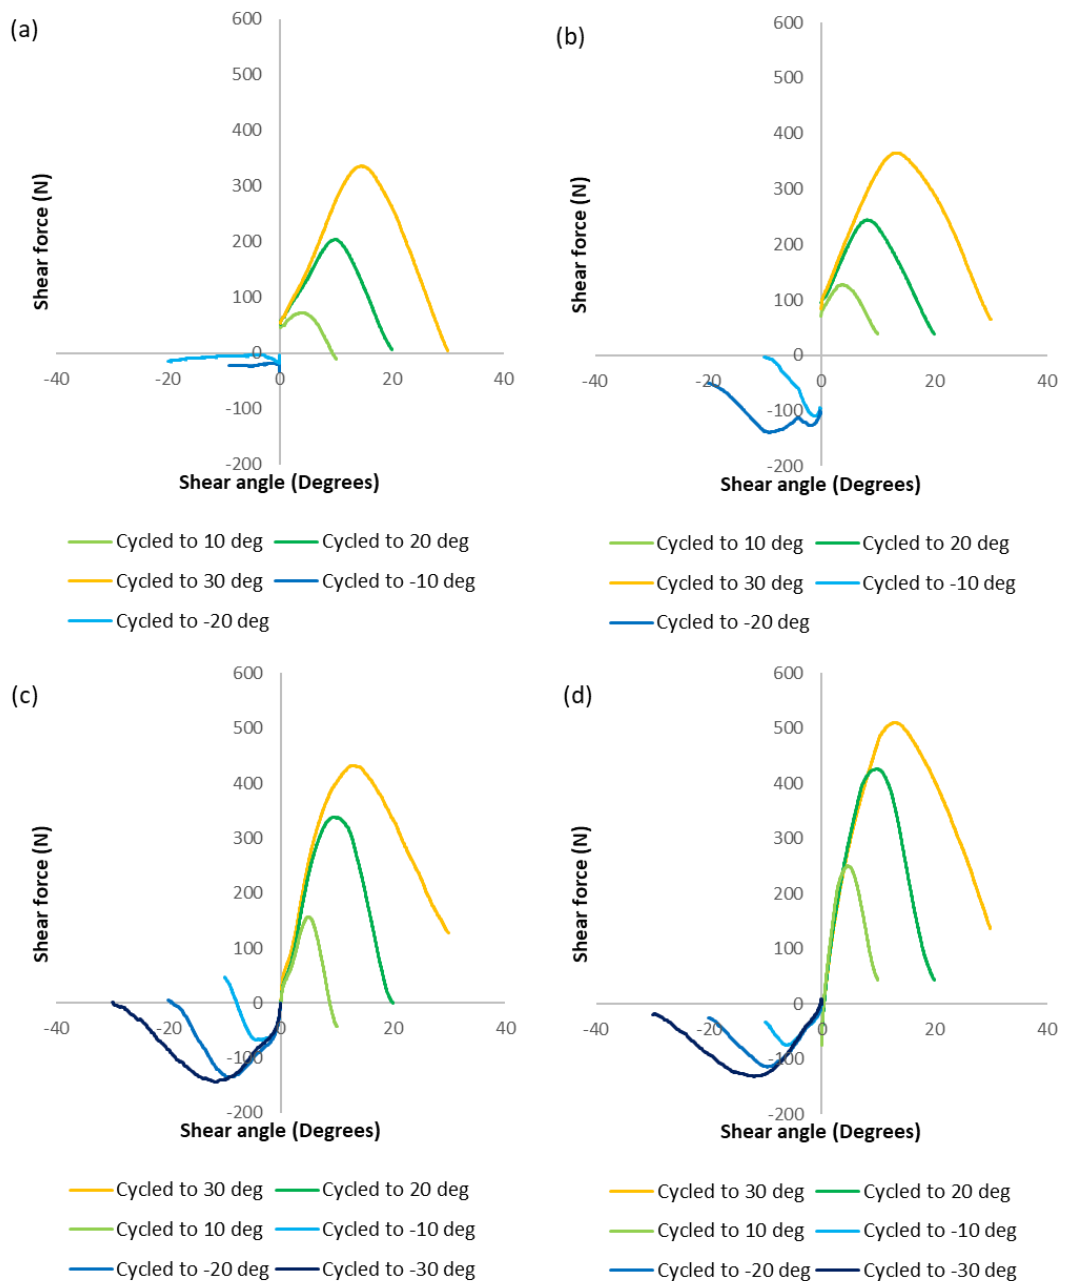 (a)
600
500
400
300
200
100
0
-100
-200
-40 -20 0 20 40
Shear force (N)
Shear angle (Degrees)
Cycled to 10 deg Cycled to 20 deg
Cycled to 30 deg Cycled to -10 deg
Cycled to -20 deg
(b)
600
500
400
300
200
100
0
-100
-200
-40 -20 0 20 40
Shear force (N)
Shear angle (Degrees)
Cycled to 10 deg Cycled to 20 deg
Cycled to 30 deg Cycled to -10 deg
Cycled to -20 deg
(c)
600
500
400
300
200
100
0
-100
-200
-40 -20 0 20 40
Shear force (N)
Shear angle (Degrees)
Cycled to 30 deg Cycled to 20 deg
Cycled to 10 deg Cycled to -10 deg
Cycled to -20 deg Cycled to -30 deg
(d)
600
500
400
300
200
100
0
-100
-200
-40 -20 0 20 40
Shear force (N)
Shear angle (Degrees)
Cycled to 30 deg Cycled to 20 deg
Cycled to 10 deg Cycled to -10 deg
Cycled to -20 deg Cycled to -30 deg